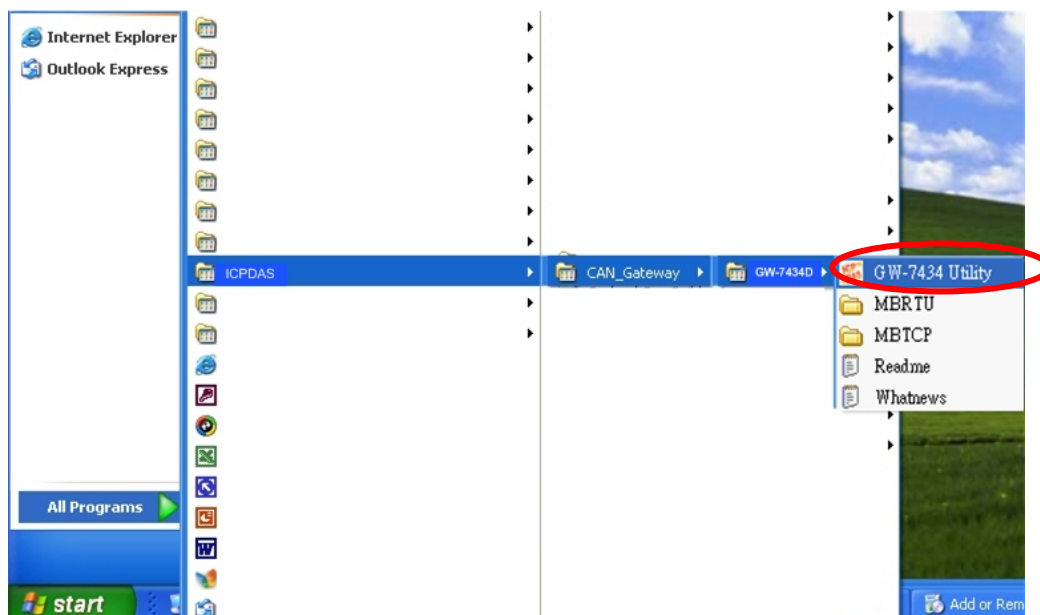 Internet Explorer
Outlook Express
ICPDAS
CAN_Gateway
GW-7434D
GW-7434 Utility
MBRTU
MBTCP
Readme
Whatnews
All Programs
start
Add or Rem